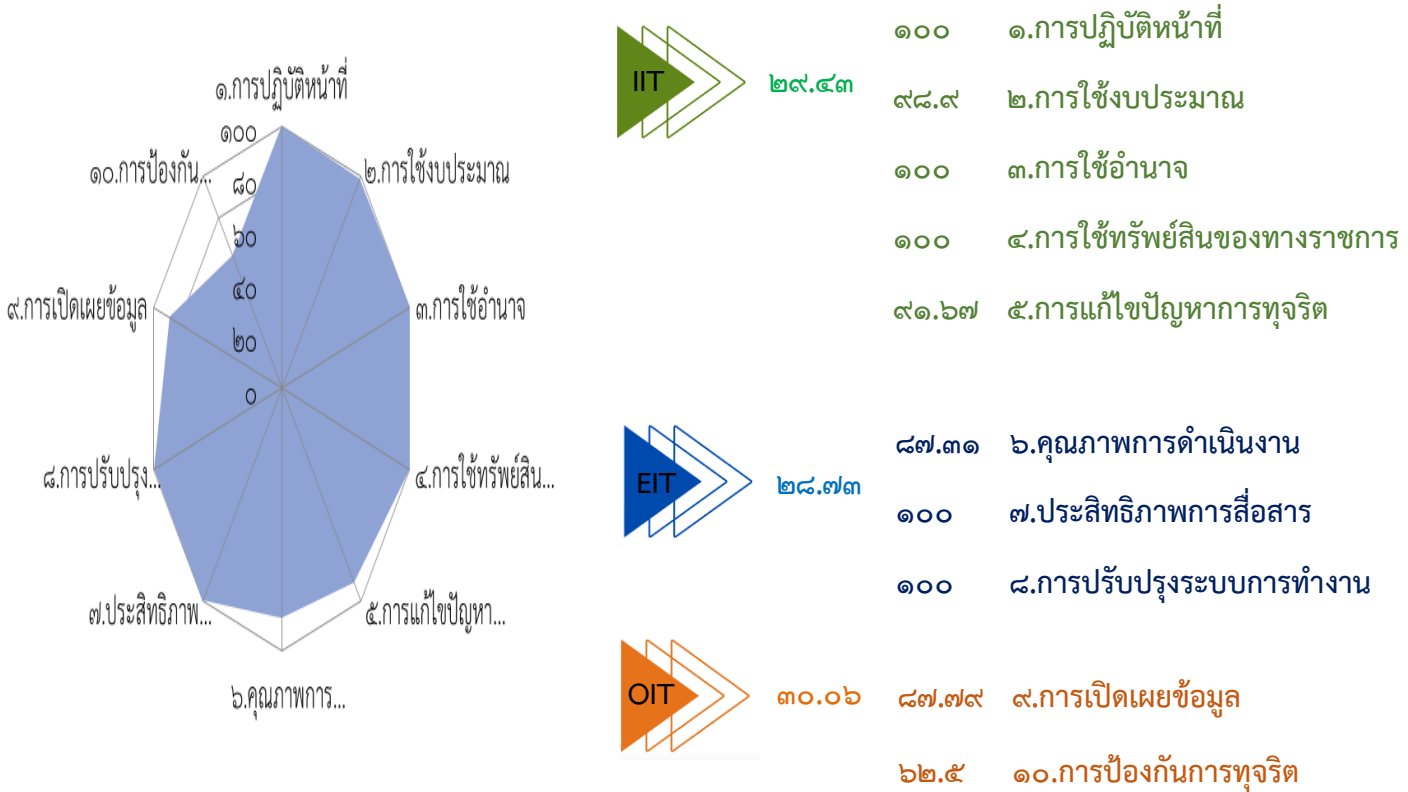 ๑.การปฏิบัติหน้าที่
๒.การใช้งบประมาณ
๓.การใช้อำนาจ
๔.การใช้ทรัพย์สิน...
๕.การแก้ไขปัญหา...
๖.คุณภาพการ...
๗.ประสิทธิภาพ...
๘.การปรับปรุง...
๙.การเปิดเผยข้อมูล
๑๐.การป้องกัน...
๑๐๐
๘๐
๖๐
๔๐
๒๐
๐
IIT
๒๙.๔๓
๑๐๐ ๑.การปฏิบัติหน้าที่
๙๘.๙ ๒.การใช้งบประมาณ
๑๐๐ ๓.การใช้อำนาจ
๑๐๐ ๔.การใช้ทรัพย์สินของทางราชการ
๙๑.๖๗ ๕.การแก้ไขปัญหาการทุจริต
EIT
๒๘.๗๓
๘๗.๓๑ ๖.คุณภาพการดำเนินงาน
๑๐๐ ๗.ประสิทธิภาพการสื่อสาร
๑๐๐ ๘.การปรับปรุงระบบการทำงาน
OIT
๓๐.๐๖
๘๗.๗๙ ๙.การเปิดเผยข้อมูล
๖๒.๕ ๑๐.การป้องกันการทุจริต